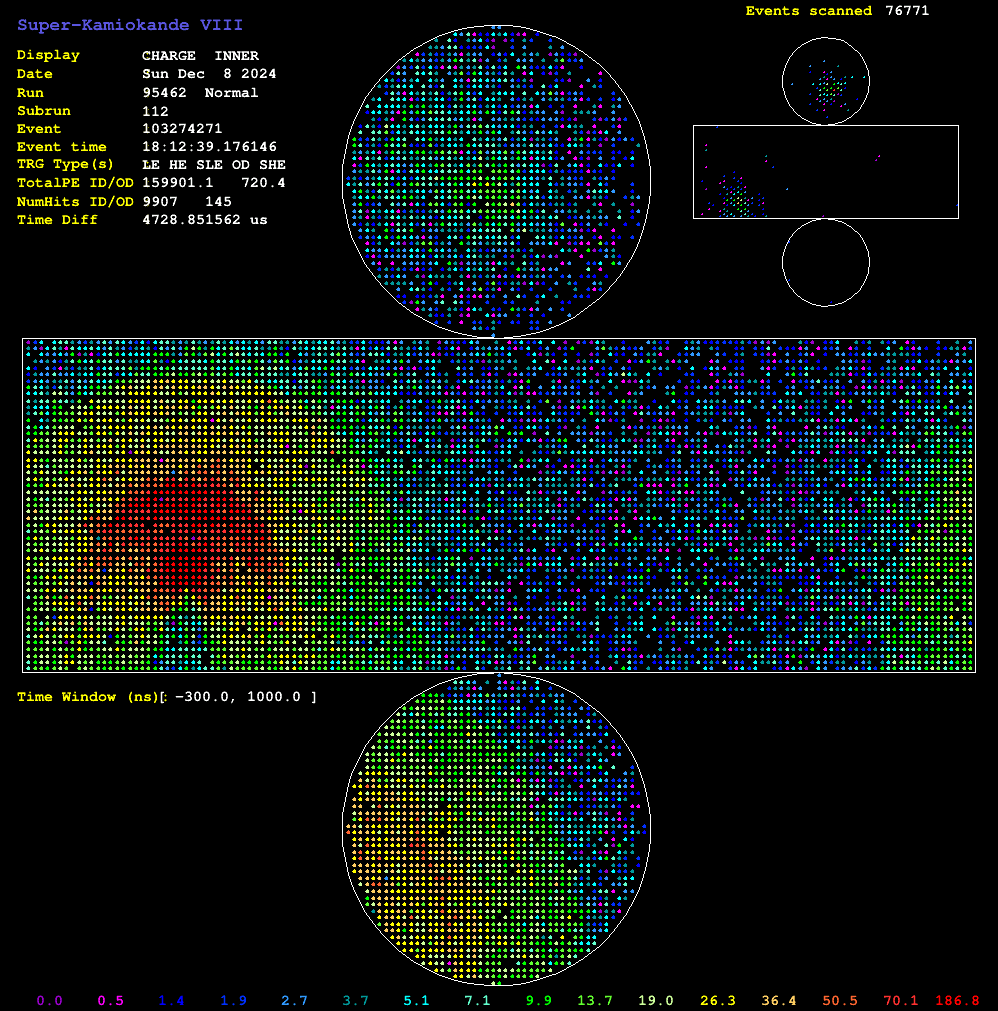 Super-Kamiokande VIII
Events scanned 76771
Display CHARGE INNER
Date Sun Dec 8 2024
Run 95462 Normal
Subrun 112
Event 103274271
Event time 18:12:39.176146
TRG Type(s) LE HE SLE OD SHE
TotalPE ID/OD 159901.1 720.4
NumHits ID/OD 9907 145
Time Diff 4728.851562 us
Time Window (ns)[: −300.0, 1000.0 ]
0.0 0.5 1.4 1.9 2.7 3.7 5.1 7.1 9.9 13.7 19.0 26.3 36.4 50.5 70.1 186.8